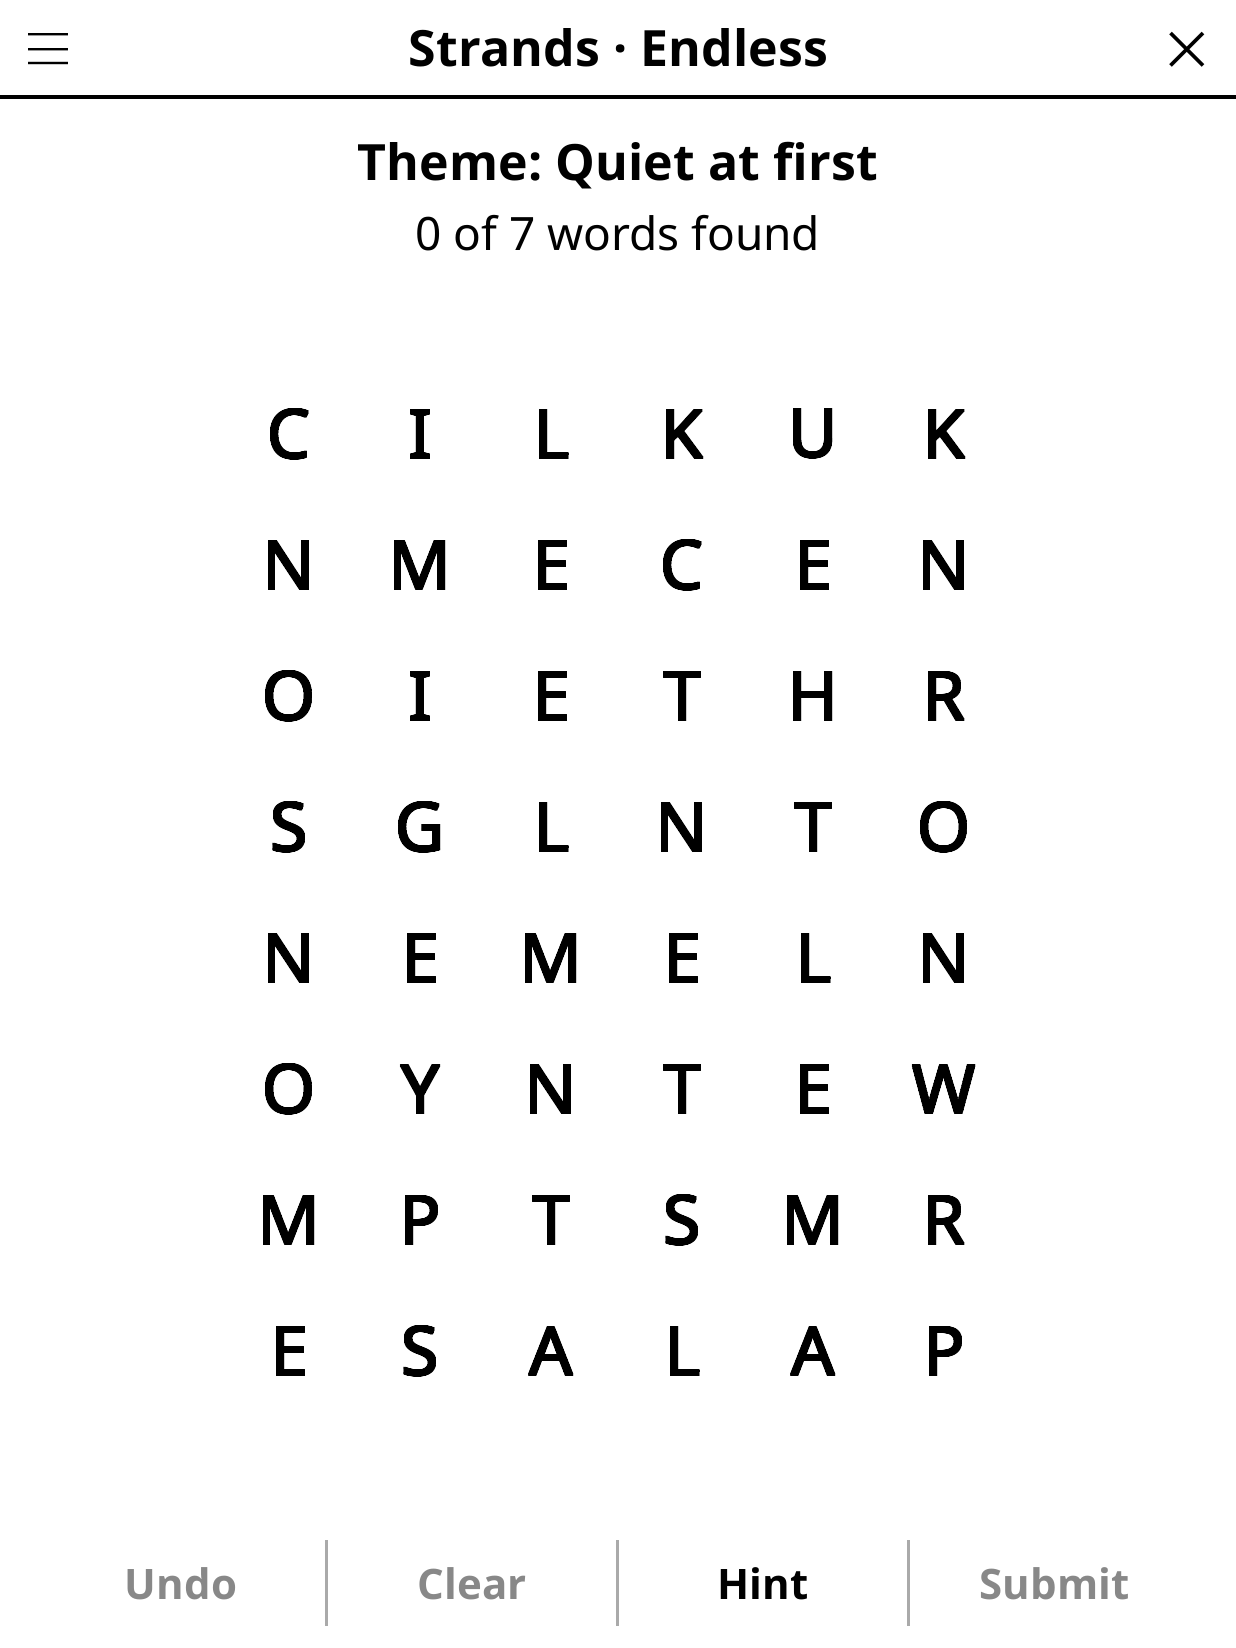 Strands · Endless
Theme: Quiet at first
0 of 7 words found
C I L K U K
N M E C E N
O I E T H R
S G L N T O
N E M E L N
O Y N T E W
M P T S M R
E S A L A P
Undo Clear Hint Submit